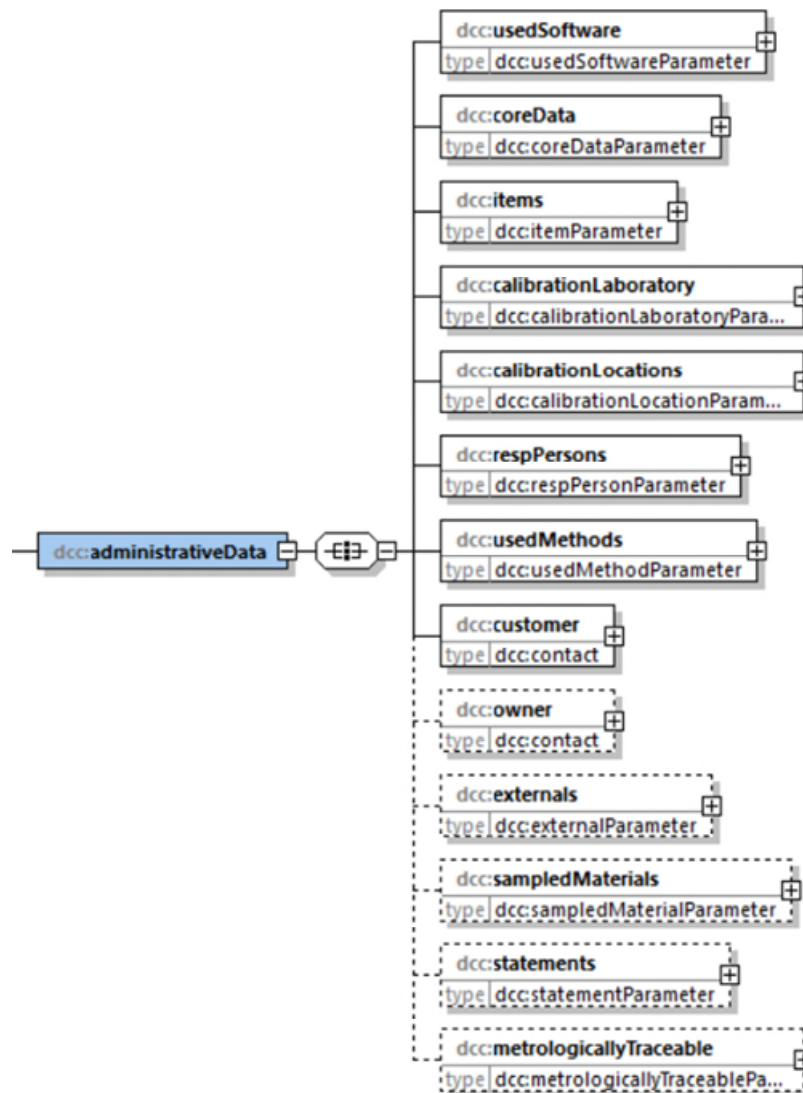 dcc:usedSoftware
type dcc:usedSoftwareParameter
dcc:coreData
type dcc:coreDataParameter
dcc:items
type dcc:itemParameter
dcc:calibrationLaboratory
type dcc:calibrationLaboratoryPara...
dcc:calibrationLocations
type dcc:calibrationLocationParam...
dcc:respPersons
type dcc:respPersonParameter
dcc:administrativeData
dcc:usedMethods
type dcc:usedMethodParameter
dcc:customer
type dcc:contact
dcc:owner
type dcc:contact
dcc:externals
type dcc:externalParameter
dcc:sampledMaterials
type dcc:sampledMaterialParameter
dcc:statements
type dcc:statementParameter
dcc:metrologicallyTraceable
type dcc:metrologicallyTraceablePa...